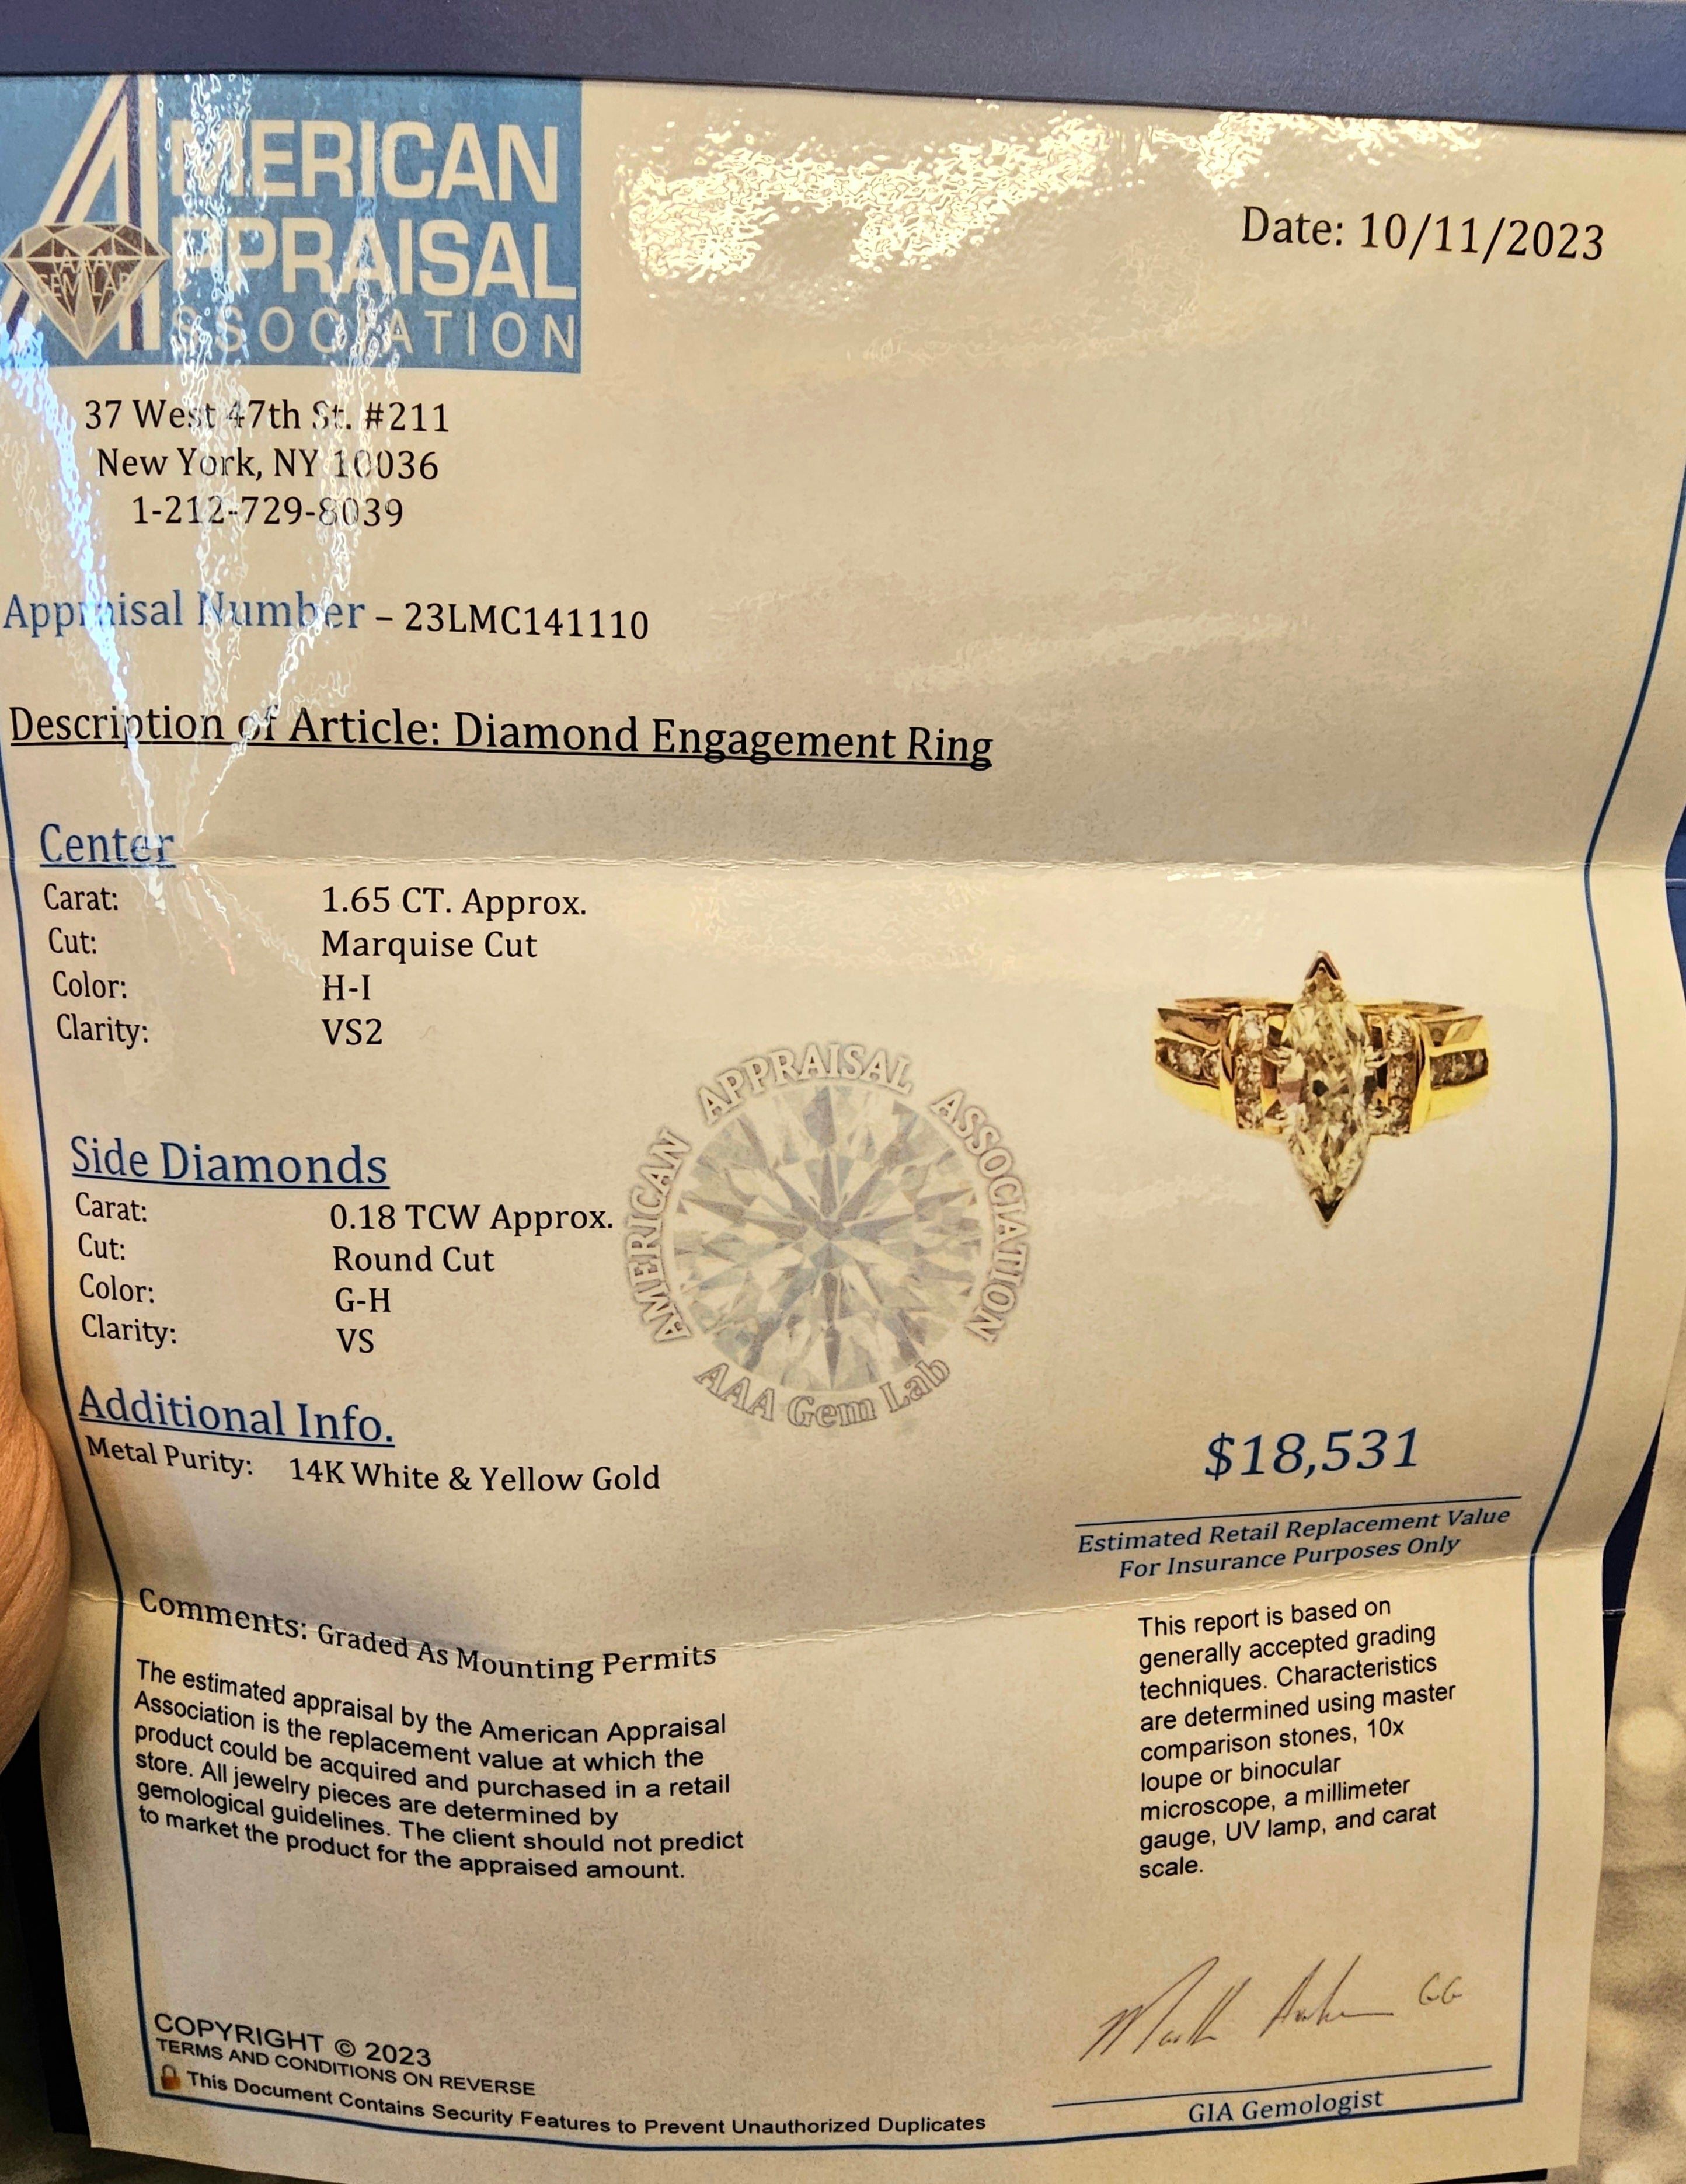 AMERICAN
APPRAISAL
ASSOCIATION
AAA
GEM LAB
Date: 10/11/2023
37 West 47th St. #211
New York, NY 10036
1-212-729-8039
Appraisal Number – 23LMC141110
Description of Article: Diamond Engagement Ring
Center
Carat: 1.65 CT. Approx.
Cut: Marquise Cut
Color: H-I
Clarity: VS2
Side Diamonds
Carat: 0.18 TCW Approx.
Cut: Round Cut
Color: G-H
Clarity: VS
AMERICAN APPRAISAL ASSOCIATION
AAA Gem Lab
Additional Info.
Metal Purity: 14K White & Yellow Gold
$18,531
Estimated Retail Replacement Value
For Insurance Purposes Only
Comments: Graded As Mounting Permits
The estimated appraisal by the American Appraisal
Association is the replacement value at which the
product could be acquired and purchased in a retail
store. All jewelry pieces are determined by
gemological guidelines. The client should not predict
to market the product for the appraised amount.
This report is based on
generally accepted grading
techniques. Characteristics
are determined using master
comparison stones, 10x
loupe or binocular
microscope, a millimeter
gauge, UV lamp, and carat
scale.
GG
GIA Gemologist
COPYRIGHT © 2023
TERMS AND CONDITIONS ON REVERSE
This Document Contains Security Features to Prevent Unauthorized Duplicates